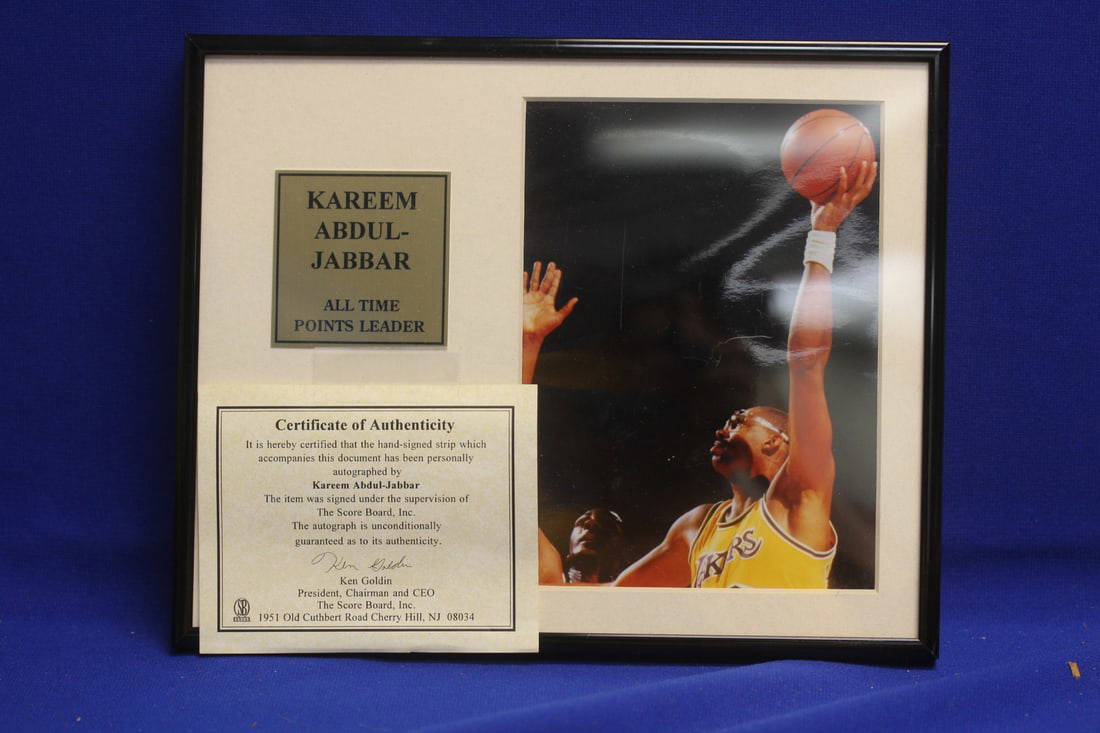 KAREEM
ABDUL-
JABBAR
ALL TIME
POINTS LEADER
Certificate of Authenticity
It is hereby certified that the hand-signed strip which
accompanies this document has been personally
autographed by
Kareem Abdul-Jabbar
The item was signed under the supervision of
The Score Board, Inc.
The autograph is unconditionally
guaranteed as to its authenticity.
Ken Goldin
Ken Goldin
President, Chairman and CEO
The Score Board, Inc.
SB
1951 Old Cuthbert Road Cherry Hill, NJ 08034